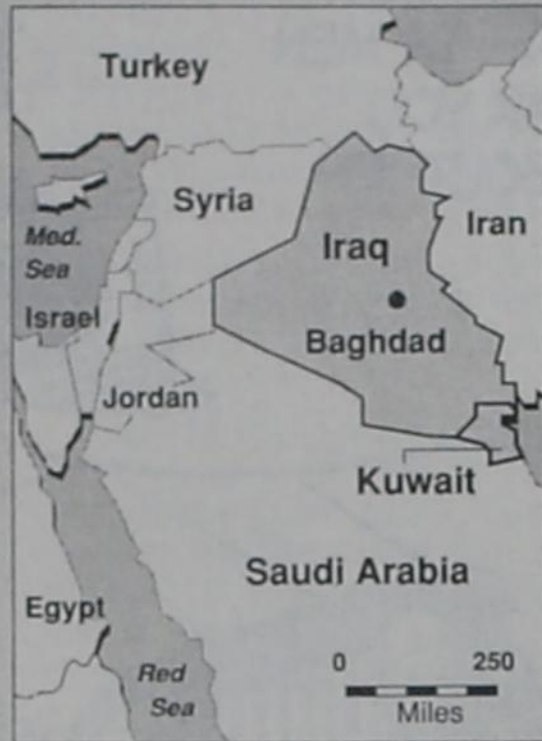 Turkey
Syria
Iran
Med.
Sea
Iraq
Israel
Baghdad
Jordan
Kuwait
Saudi Arabia
Egypt
Red
Sea
0 250
Miles